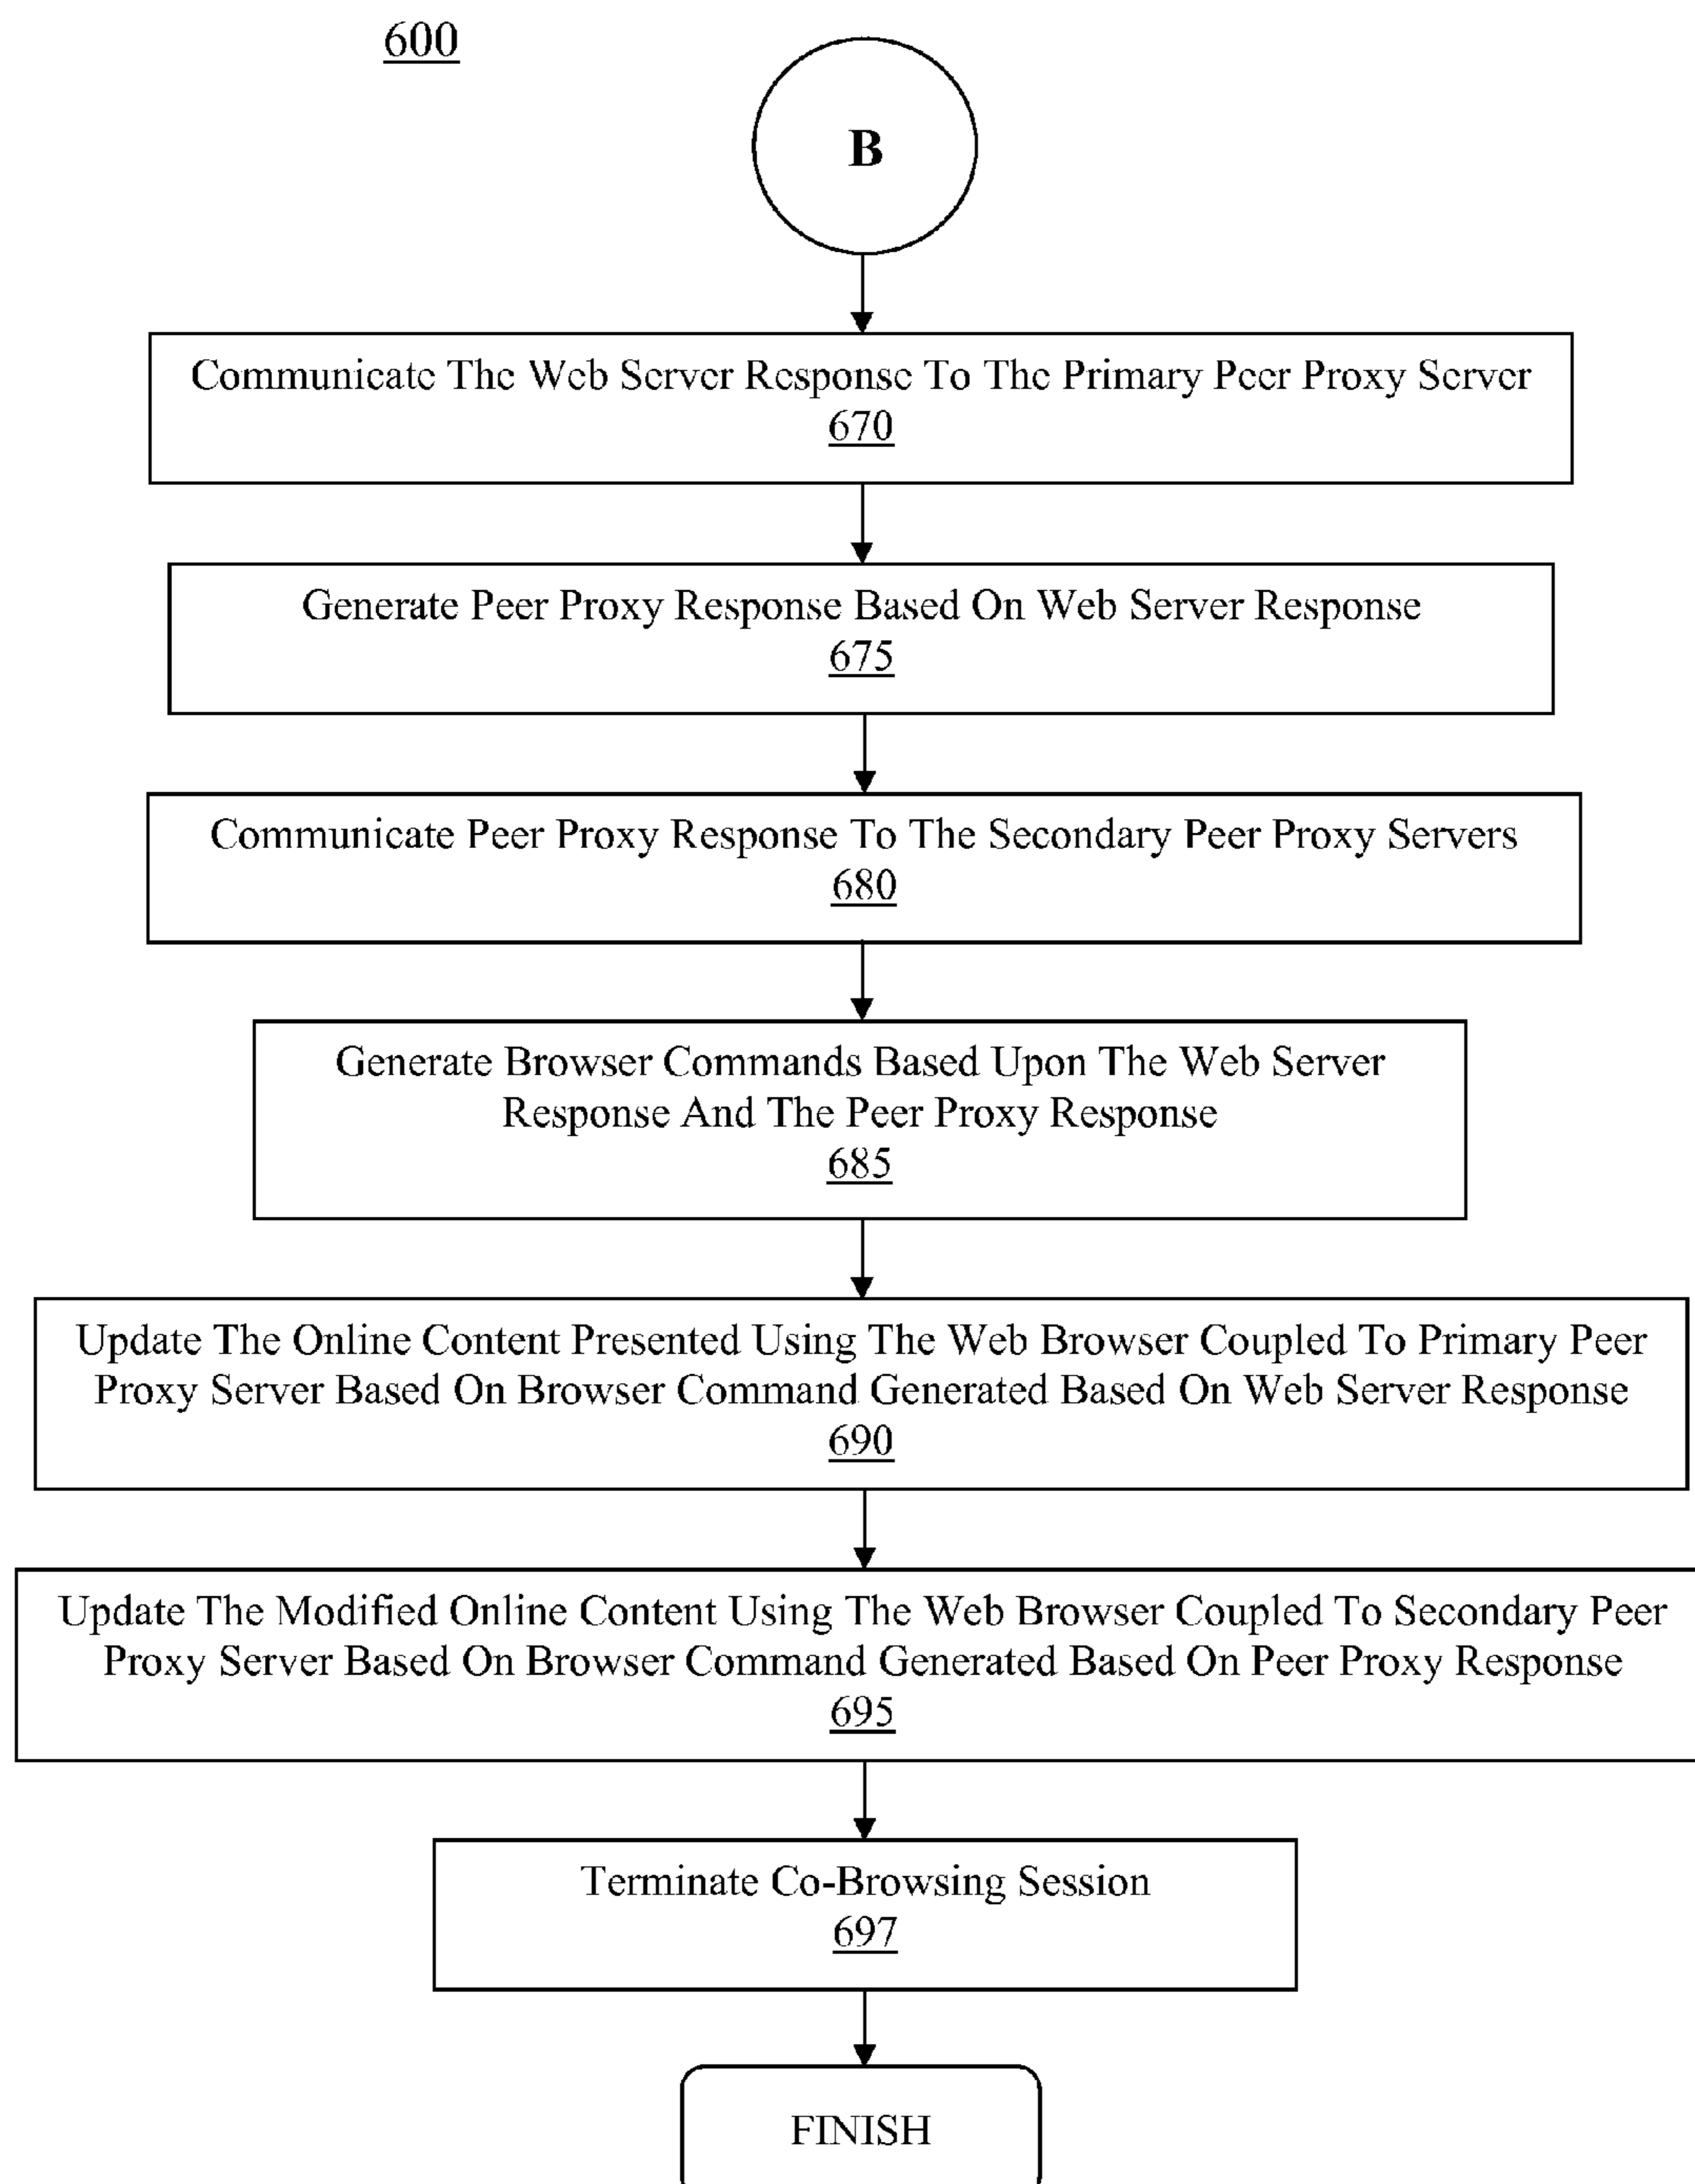 600
B
Communicate The Web Server Response To The Primary Peer Proxy Server
670
Generate Peer Proxy Response Based On Web Server Response
675
Communicate Peer Proxy Response To The Secondary Peer Proxy Servers
680
Generate Browser Commands Based Upon The Web Server
Response And The Peer Proxy Response
685
Update The Online Content Presented Using The Web Browser Coupled To Primary Peer
Proxy Server Based On Browser Command Generated Based On Web Server Response
690
Update The Modified Online Content Using The Web Browser Coupled To Secondary Peer
Proxy Server Based On Browser Command Generated Based On Peer Proxy Response
695
Terminate Co-Browsing Session
697
FINISH